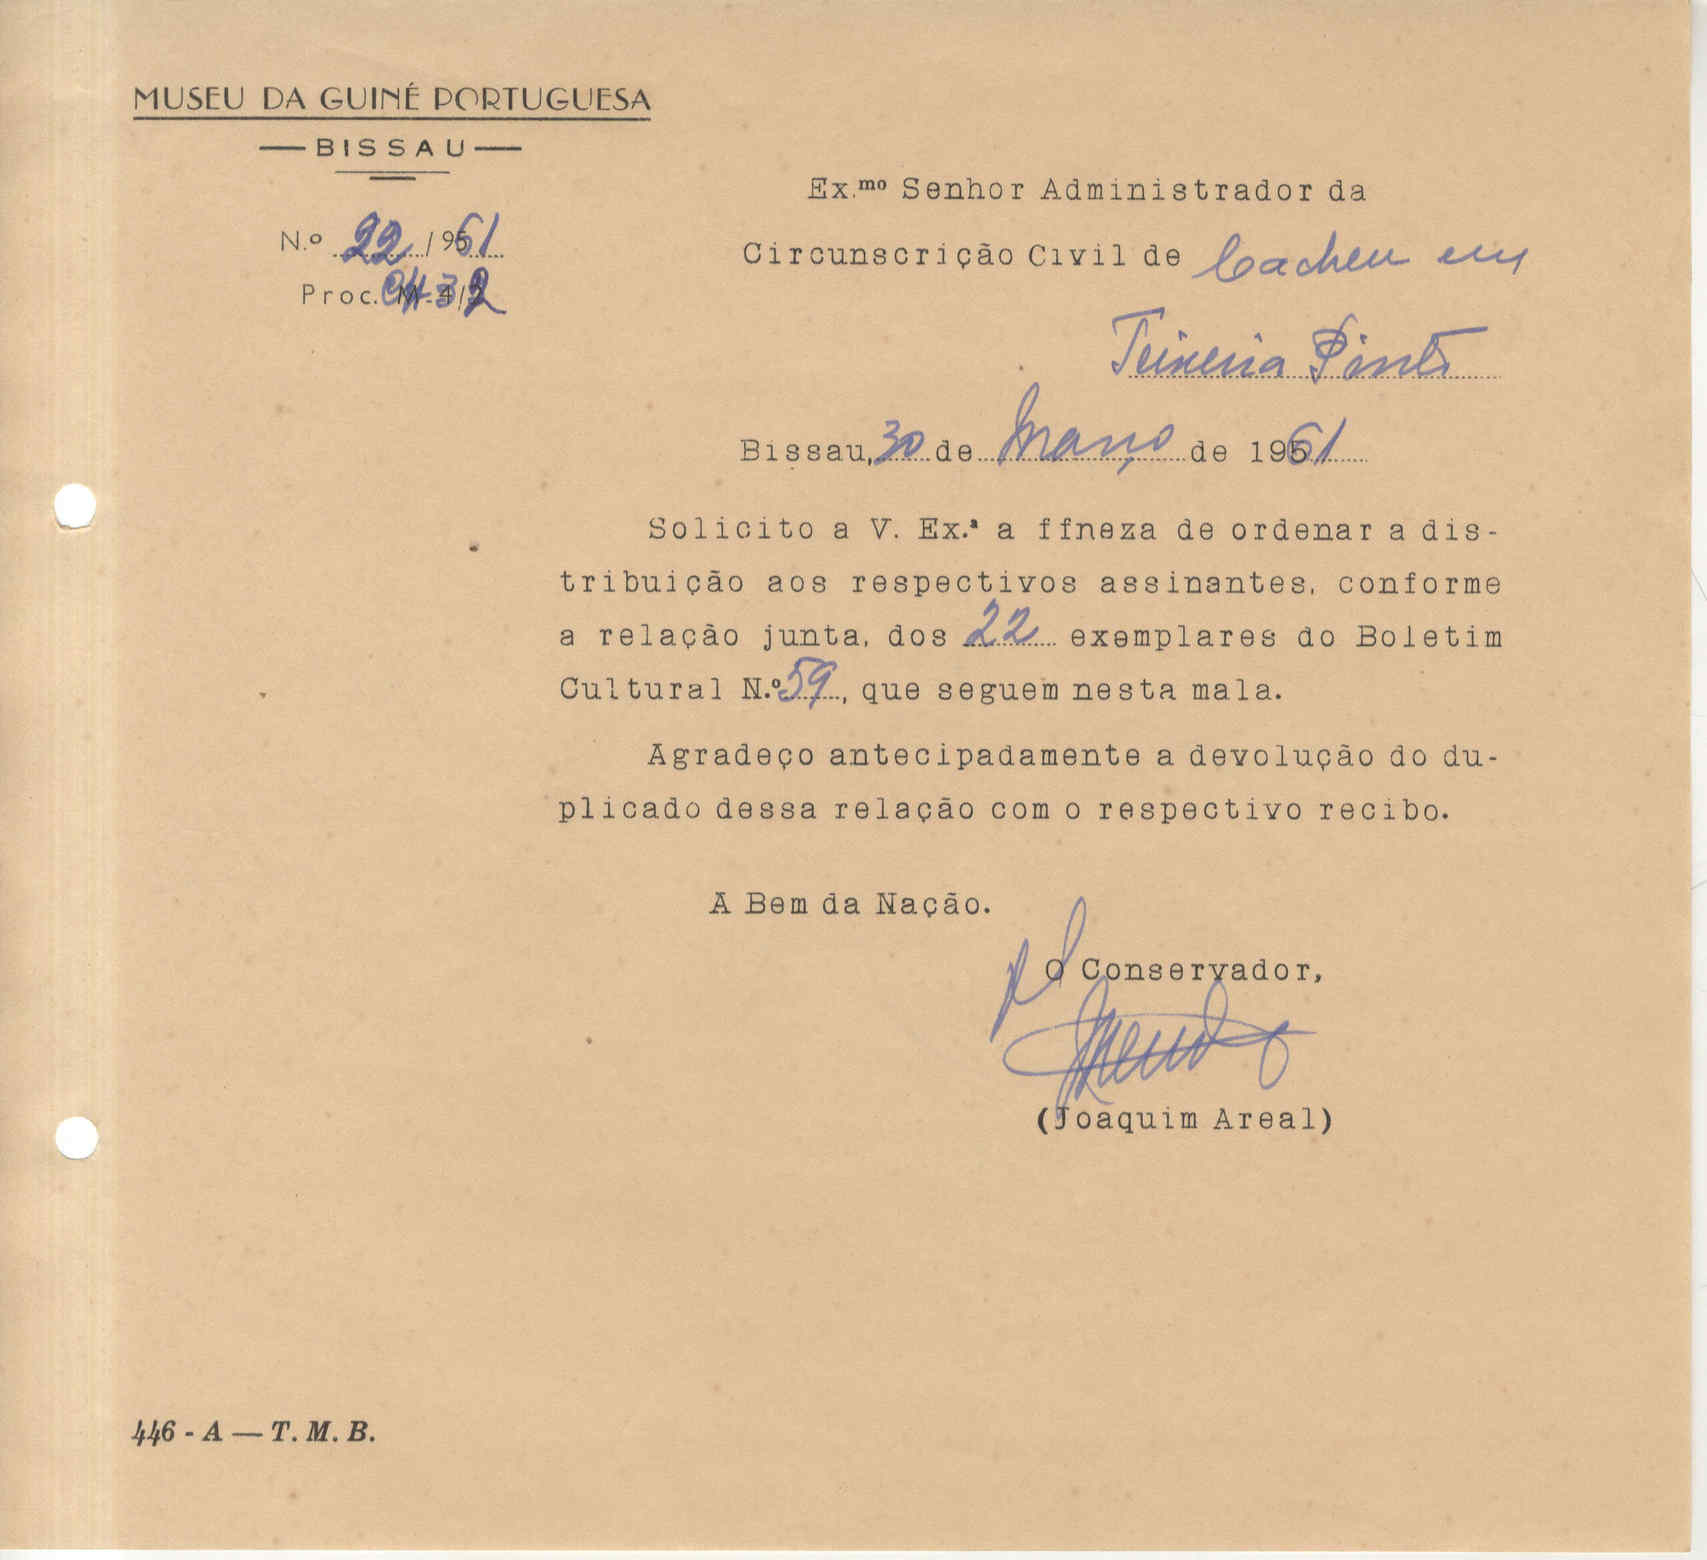 MUSEU DA GUINÉ PORTUGUESA
— BISSAU —
N.º 22 / 961
Proc.
Ex.mo Senhor Administrador da
Circunscrição Civil de Cacheu em
Teixeira Pinto
Bissau, 30 de Março de 1961
Solicito a V. Ex.ª a ffneza de ordenar a dis-
tribuição aos respectivos assinantes, conforme
a relação junta, dos 22 exemplares do Boletim
Cultural N.º 59, que seguem nesta mala.
Agradeço antecipadamente a devolução do du-
plicado dessa relação com o respectivo recibo.
A Bem da Nação.
O Conservador,
(Joaquim Areal)
446 - A — T. M. B.